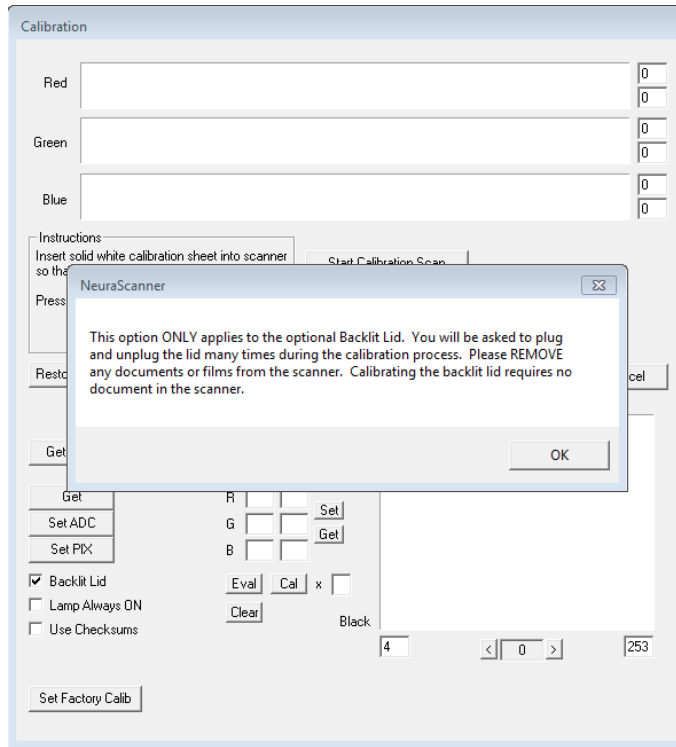 Calibration
Red
0
0
Green
0
0
Blue
0
0
Instructions
Insert solid white calibration sheet into scanner
so tha
Press
Start Calibration Scan
NeuraScanner
This option ONLY applies to the optional Backlit Lid. You will be asked to plug
and unplug the lid many times during the calibration process. Please REMOVE
any documents or films from the scanner. Calibrating the backlit lid requires no
document in the scanner.
OK
Resto
cel
Get
Get
Set ADC
Set PIX
R
G
B
Set
Get
Backlit Lid
Lamp Always ON
Use Checksums
Eval Cal x
Clear
Black
4 < 0 > 253
Set Factory Calib